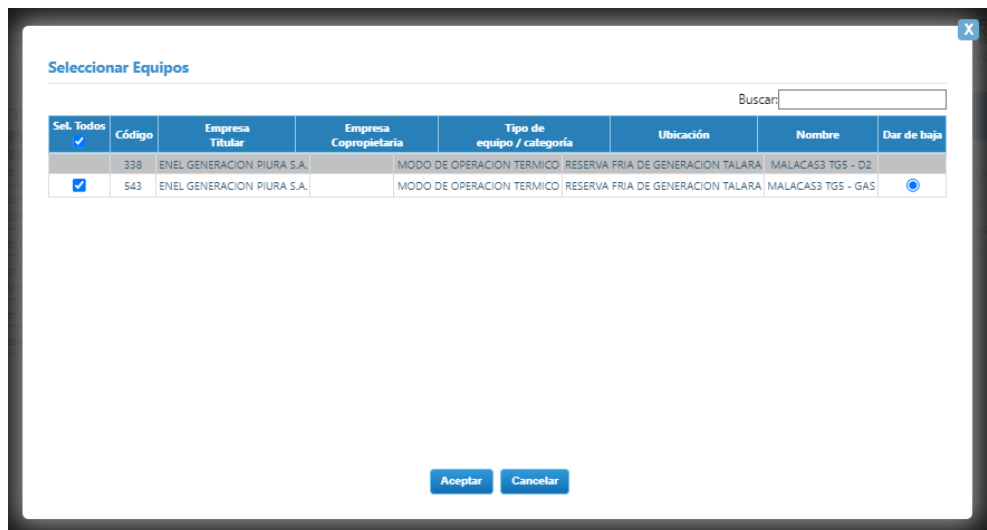 X
Seleccionar Equipos
Buscar:
Sel. Todos Código Empresa Titular Empresa Copropietaria Tipo de equipo / categoría Ubicación Nombre Dar de baja
338 ENEL GENERACION PIURA S.A. MODO DE OPERACION TERMICO RESERVA FRIA DE GENERACION TALARA MALACAS3 TG5 - D2
543 ENEL GENERACION PIURA S.A. MODO DE OPERACION TERMICO RESERVA FRIA DE GENERACION TALARA MALACAS3 TG5 - GAS
Aceptar Cancelar